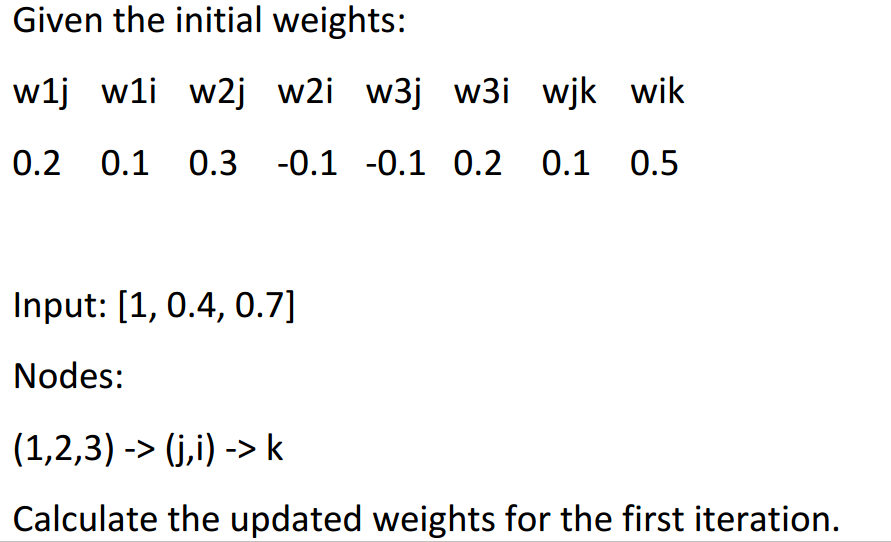 Given the initial weights:
w1j w1i w2j w2i w3j w3i wjk wik
0.2 0.1 0.3 -0.1 -0.1 0.2 0.1 0.5
Input: [1, 0.4, 0.7]
Nodes:
(1,2,3) -> (j,i) -> k
Calculate the updated weights for the first iteration.